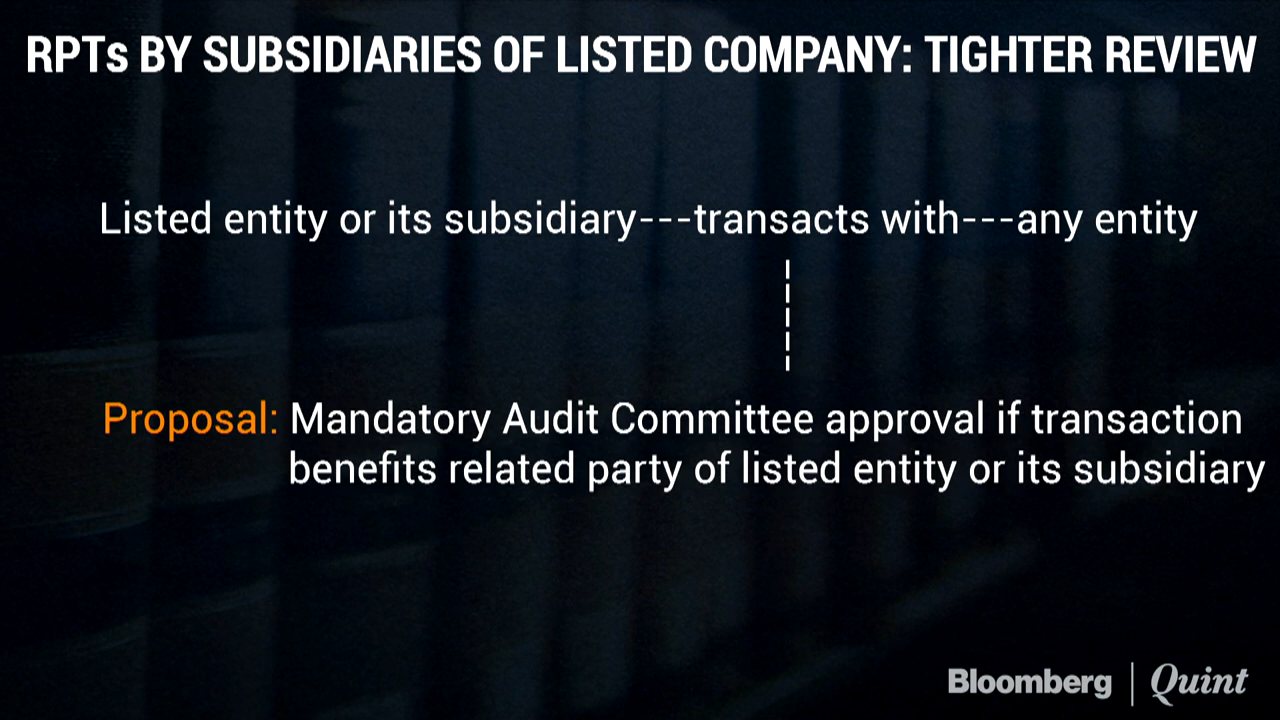 RPTs BY SUBSIDIARIES OF LISTED COMPANY: TIGHTER REVIEW
Listed entity or its subsidiary---transacts with---any entity
Proposal: Mandatory Audit Committee approval if transaction
benefits related party of listed entity or its subsidiary
Bloomberg | Quint